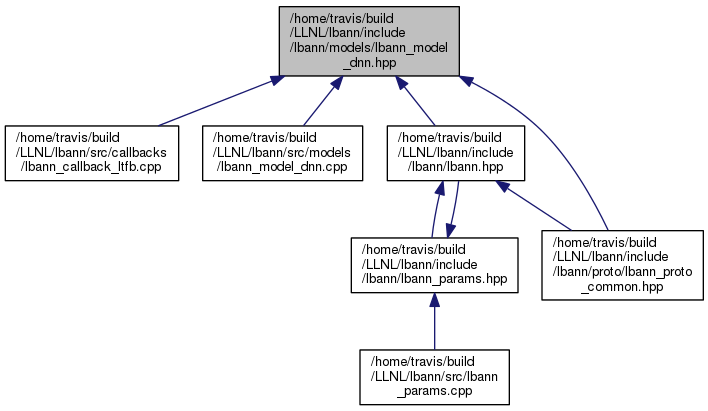 /home/travis/build
/LLNL/lbann/include
/lbann/models/lbann_model
_dnn.hpp
/home/travis/build
/LLNL/lbann/src/callbacks
/lbann_callback_ltfb.cpp
/home/travis/build
/LLNL/lbann/src/models
/lbann_model_dnn.cpp
/home/travis/build
/LLNL/lbann/include
/lbann/lbann.hpp
/home/travis/build
/LLNL/lbann/include
/lbann/lbann_params.hpp
/home/travis/build
/LLNL/lbann/include
/lbann/proto/lbann_proto
_common.hpp
/home/travis/build
/LLNL/lbann/src/lbann
_params.cpp